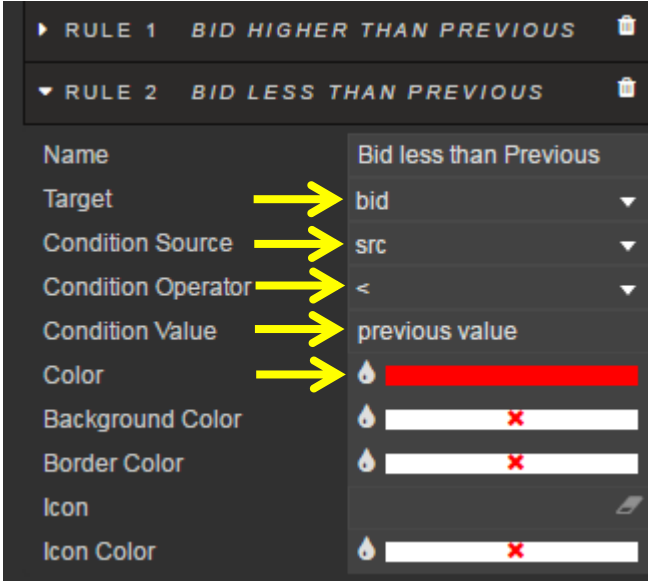 RULE 1 BID HIGHER THAN PREVIOUS
RULE 2 BID LESS THAN PREVIOUS
Name Bid less than Previous
Target bid
Condition Source src
Condition Operator <
Condition Value previous value
Color
Background Color
Border Color
Icon
Icon Color